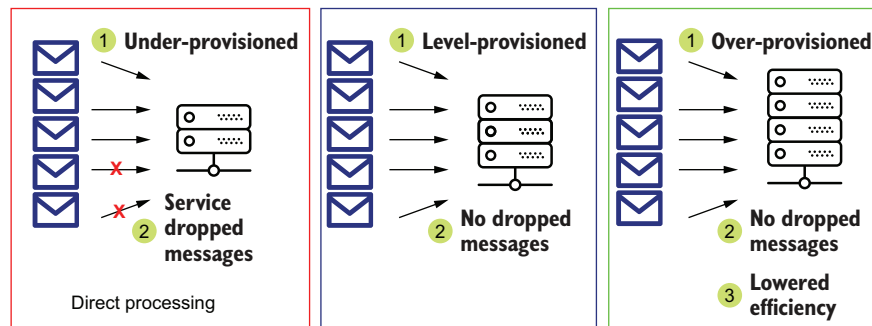 1 Under-provisioned
X
X
2 Service
dropped
messages
Direct processing
1 Level-provisioned
2 No dropped
messages
1 Over-provisioned
2 No dropped
messages
3 Lowered
efficiency